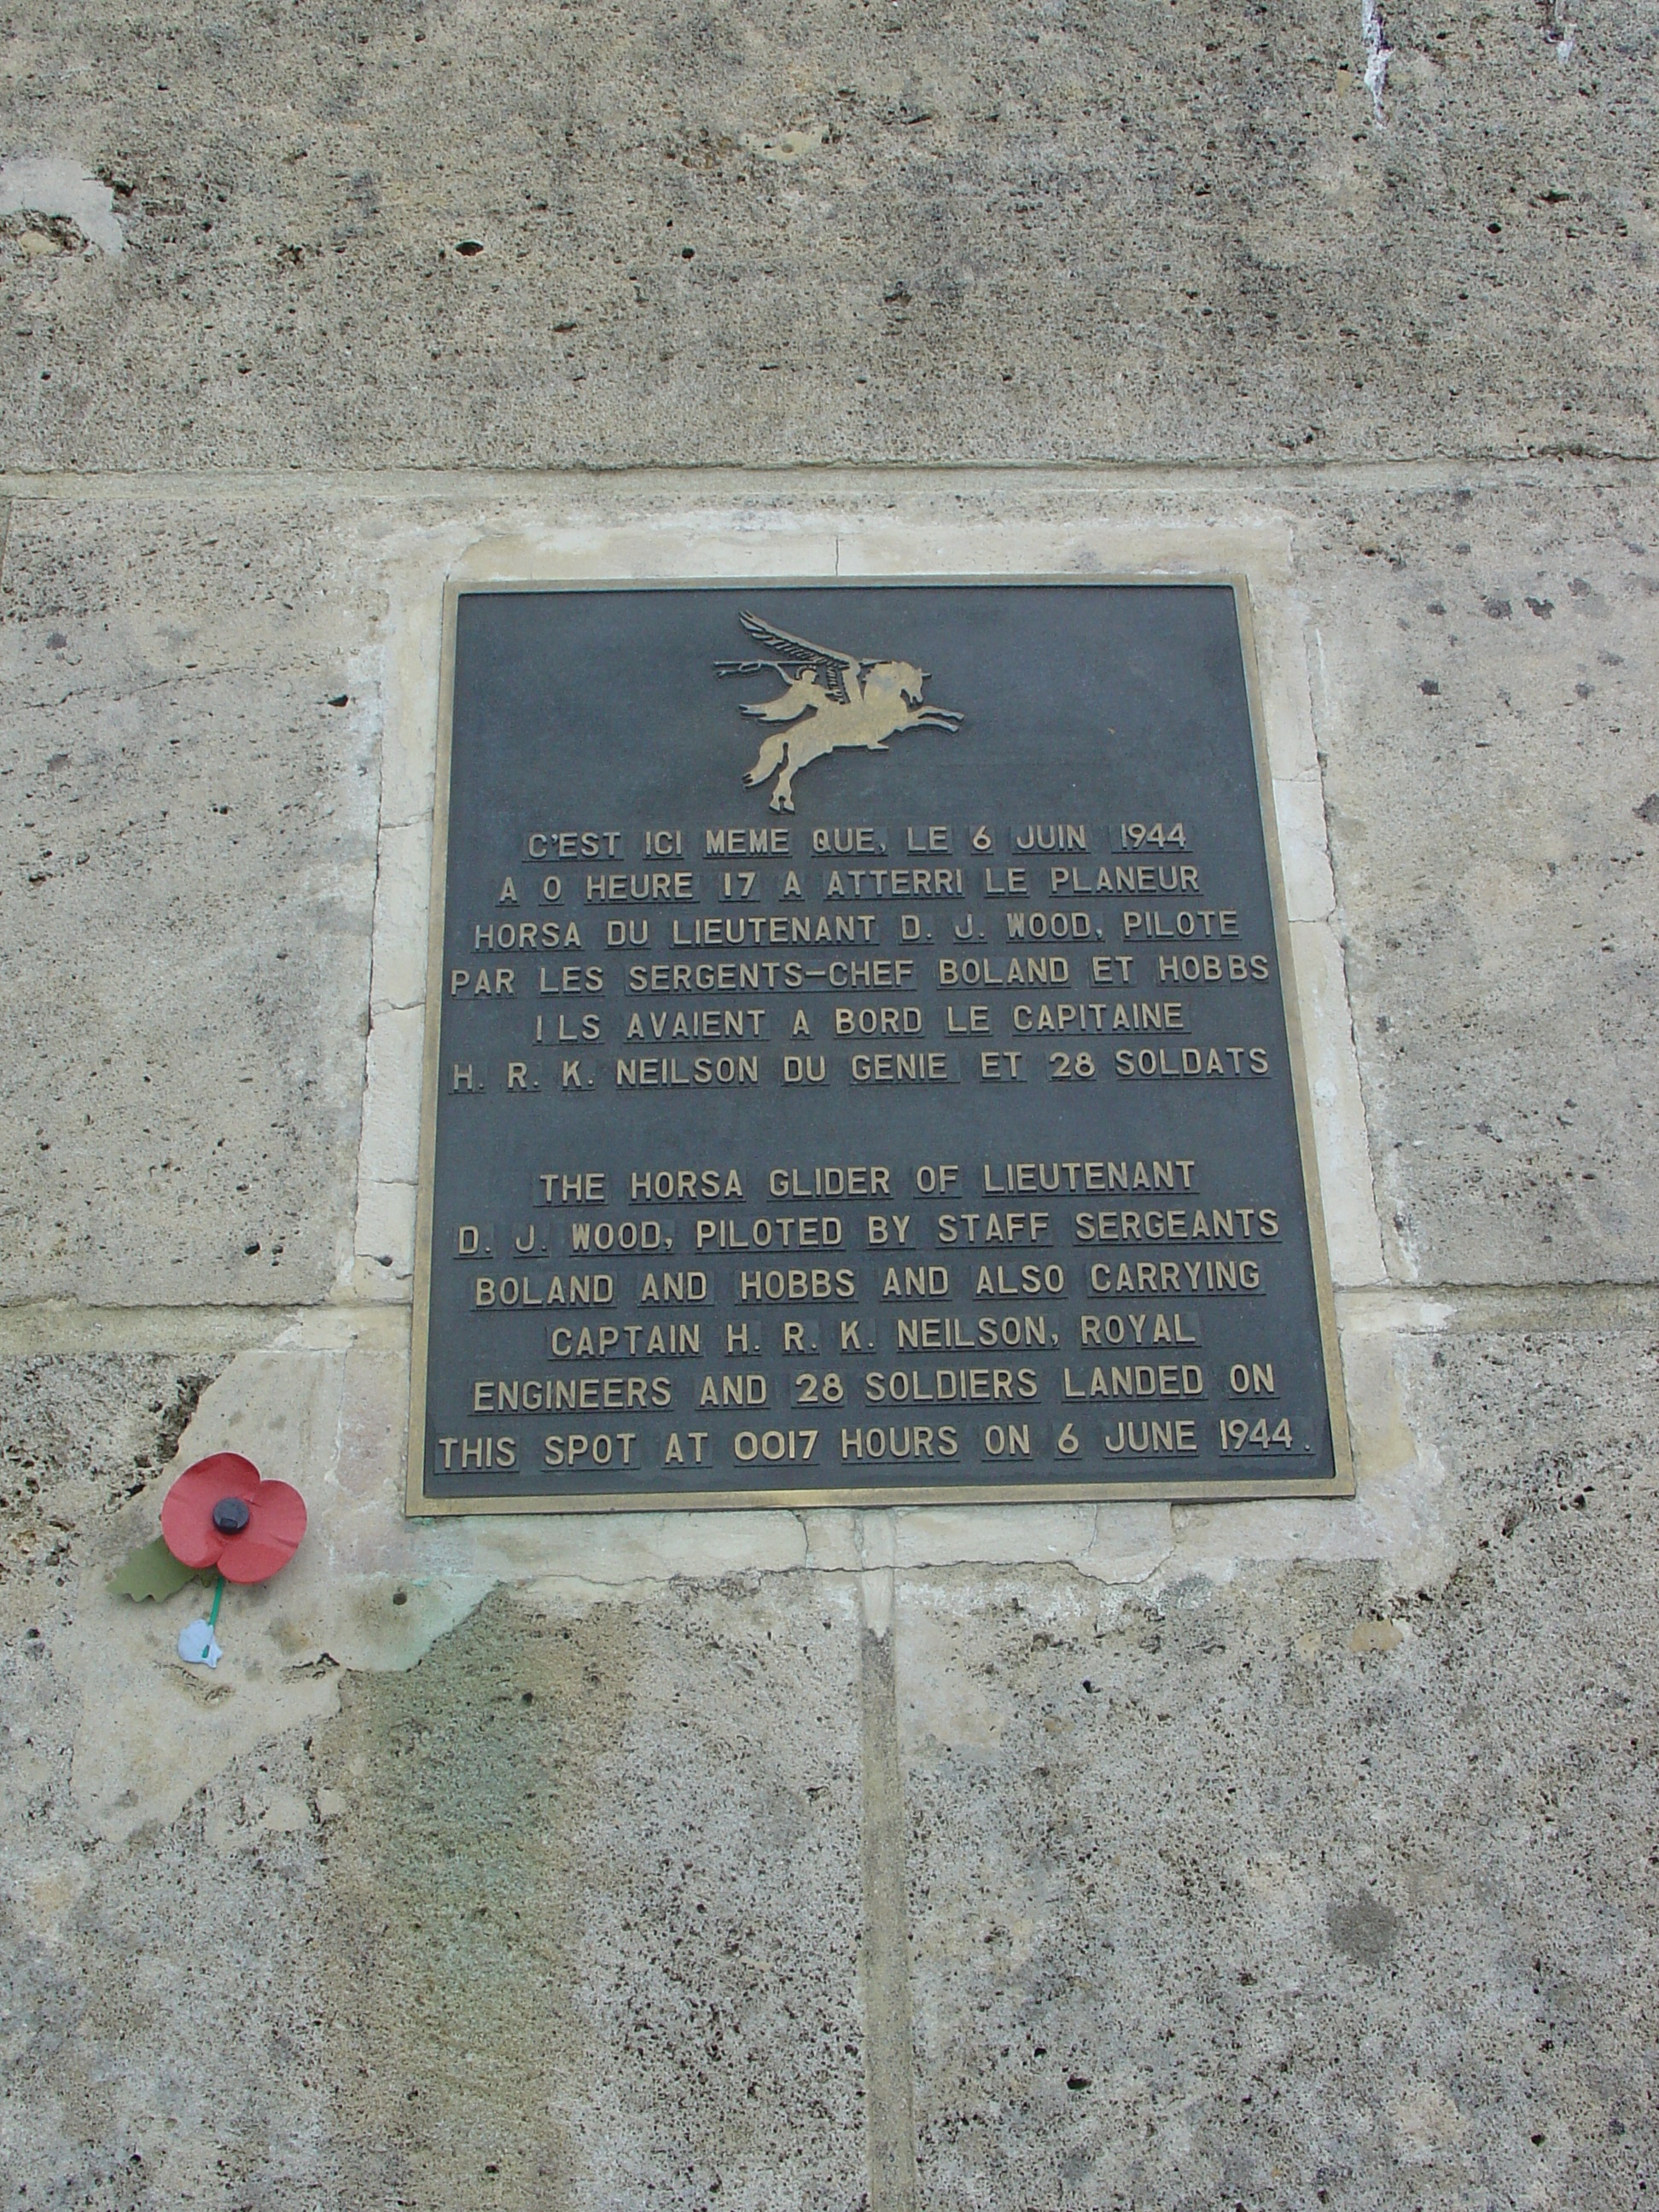 C'EST ICI MEME QUE, LE 6 JUIN 1944
A 0 HEURE 17 A ATTERRI LE PLANEUR
HORSA DU LIEUTENANT D. J. WOOD, PILOTE
PAR LES SERGENTS-CHEF BOLAND ET HOBBS
ILS AVAIENT A BORD LE CAPITAINE
H. R. K. NEILSON DU GENIE ET 28 SOLDATS
THE HORSA GLIDER OF LIEUTENANT
D. J. WOOD, PILOTED BY STAFF SERGEANTS
BOLAND AND HOBBS AND ALSO CARRYING
CAPTAIN H. R. K. NEILSON, ROYAL
ENGINEERS AND 28 SOLDIERS LANDED ON
THIS SPOT AT 0017 HOURS ON 6 JUNE 1944.